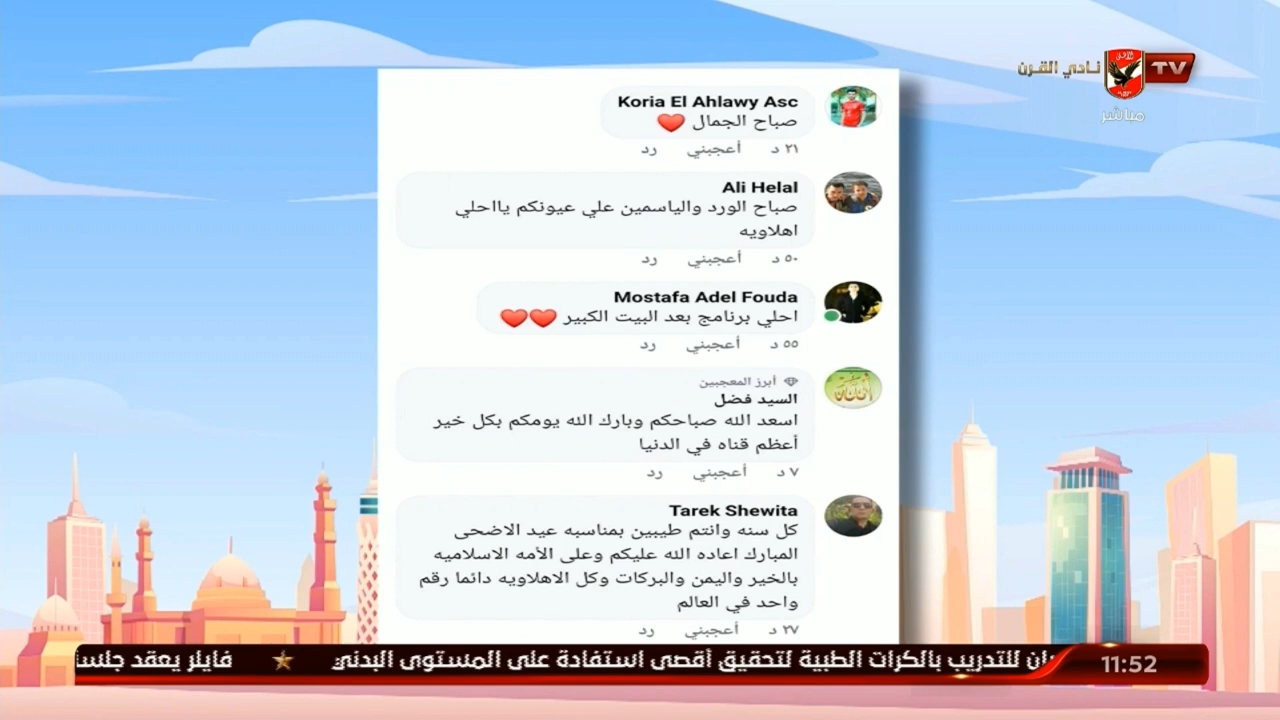 نادي القرن
TV
مباشر
Koria El Ahlawy Asc
صباح الجمال ❤️
٢١ د أعجبني رد
Ali Helal
صباح الورد والياسمين علي عيونكم يااحلي
اهلاويه
٥٠ د أعجبني رد
Mostafa Adel Fouda
احلي برنامج بعد البيت الكبير ❤️❤️
٥٥ د أعجبني رد
أبرز المعجبين
السيد فضل
اسعد الله صباحكم وبارك الله يومكم بكل خير
أعظم قناه في الدنيا
٧ د أعجبني رد
Tarek Shewita
كل سنه وانتم طيبين بمناسبه عيد الاضحى
المبارك اعاده الله عليكم وعلى الأمه الاسلاميه
بالخير واليمن والبركات وكل الاهلاويه دائما رقم
واحد في العالم
٢٧ د أعجبني رد
للتدريب بالكرات الطبية لتحقيق أقصى استفادة على المستوى البدني ★ فايلر يعقد
11:52